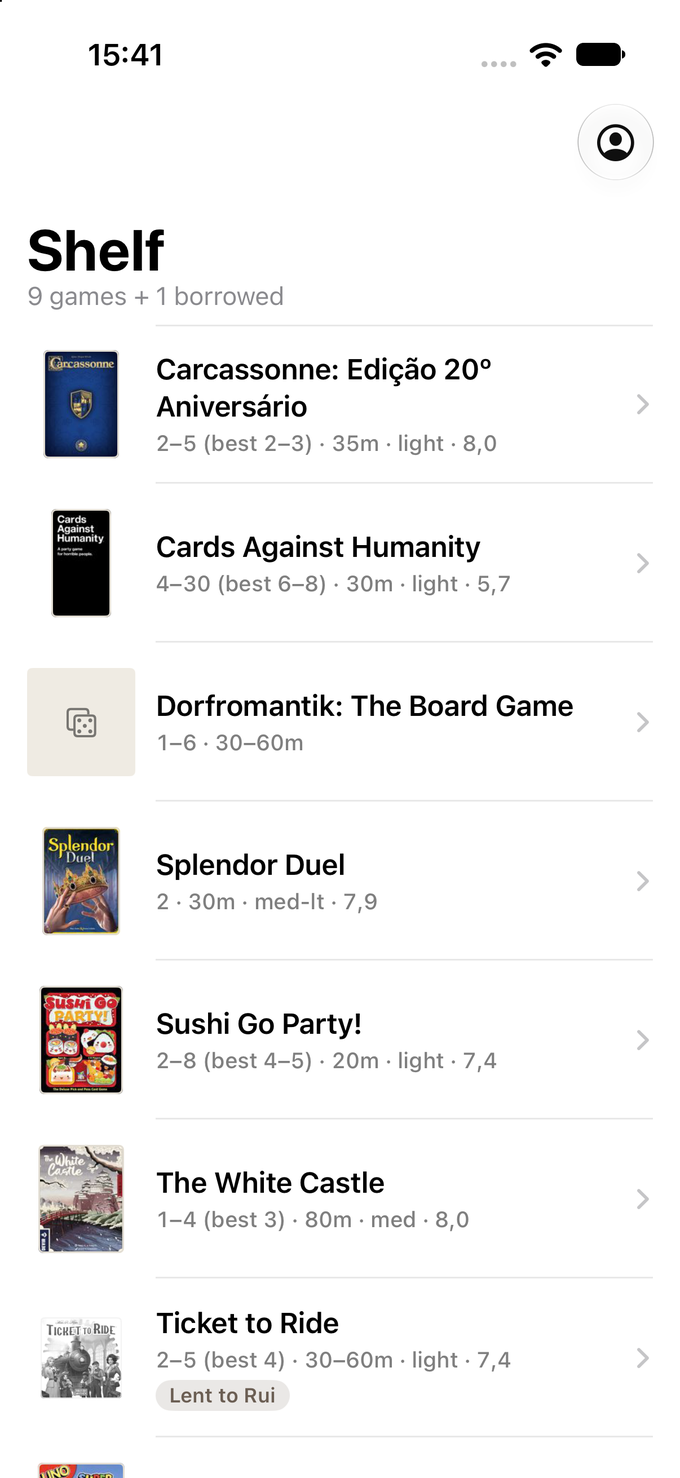 15:41
Shelf
9 games + 1 borrowed
Carcassonne
Carcassonne: Edição 20º
Aniversário
2–5 (best 2–3) · 35m · light · 8,0
Cards
Against
Humanity
A party game
for horrible people.
Cards Against Humanity
4–30 (best 6–8) · 30m · light · 5,7
Dorfromantik: The Board Game
1–6 · 30–60m
Splendor
Duel
Splendor Duel
2 · 30m · med-lt · 7,9
SUSHI GO
PARTY!
Sushi Go Party!
2–8 (best 4–5) · 20m · light · 7,4
The White
Castle
The White Castle
1–4 (best 3) · 80m · med · 8,0
TICKET TO RIDE
Ticket to Ride
2–5 (best 4) · 30–60m · light · 7,4
Lent to Rui
UNO